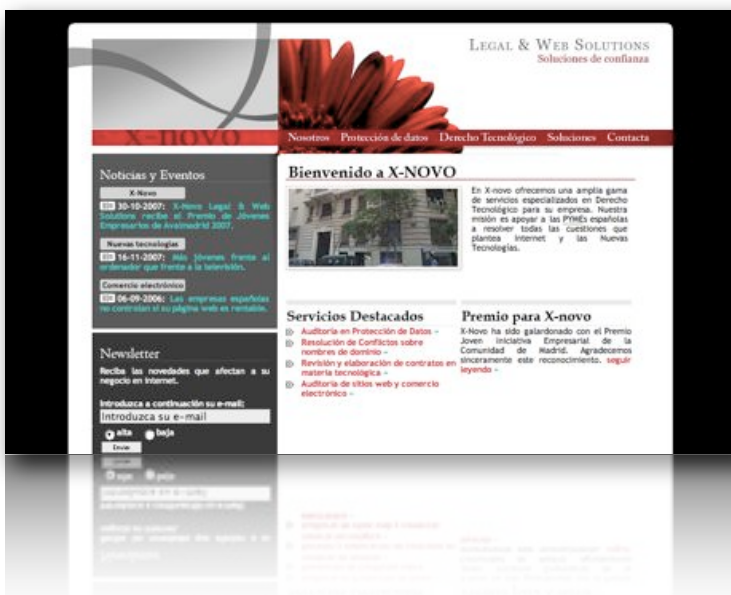 LEGAL & WEB SOLUTIONS
Soluciones de confianza
X-novo
Nosotros Protección de datos Derecho Tecnológico Soluciones Contacta
Noticias y Eventos
X-Novo
30-10-2007: X-Novo Legal & Web
Solutions recibe el Premio de Jóvenes
Empresarios de Avalmadrid 2007.
Nuevas tecnologías
16-11-2007: Más jóvenes frente al
ordenador que frente a la televisión.
Comercio electrónico
06-09-2006: Las empresas españolas
no controlan si su página web es rentable.
Newsletter
Reciba las novedades que afectan a su
negocio en Internet.
Introduzca a continuación su e-mail:
Introduzca su e-mail
alta baja
Enviar
Bienvenido a X-NOVO
En X-novo ofrecemos una amplia gama
de servicios especializados en Derecho
Tecnológico para su empresa. Nuestra
misión es apoyar a las PYMEs españolas
a resolver todas las cuestiones que
plantea Internet y las Nuevas
Tecnologías.
Servicios Destacados
Auditoría en Protección de Datos
Resolución de Conflictos sobre
nombres de dominio
Revisión y elaboración de contratos en
materia tecnológica
Auditoría de sitios web y comercio
electrónico
Premio para X-novo
X-Novo ha sido galardonado con el Premio
Joven Iniciativa Empresarial de la
Comunidad de Madrid. Agradecemos
sinceramente este reconocimiento. seguir
leyendo